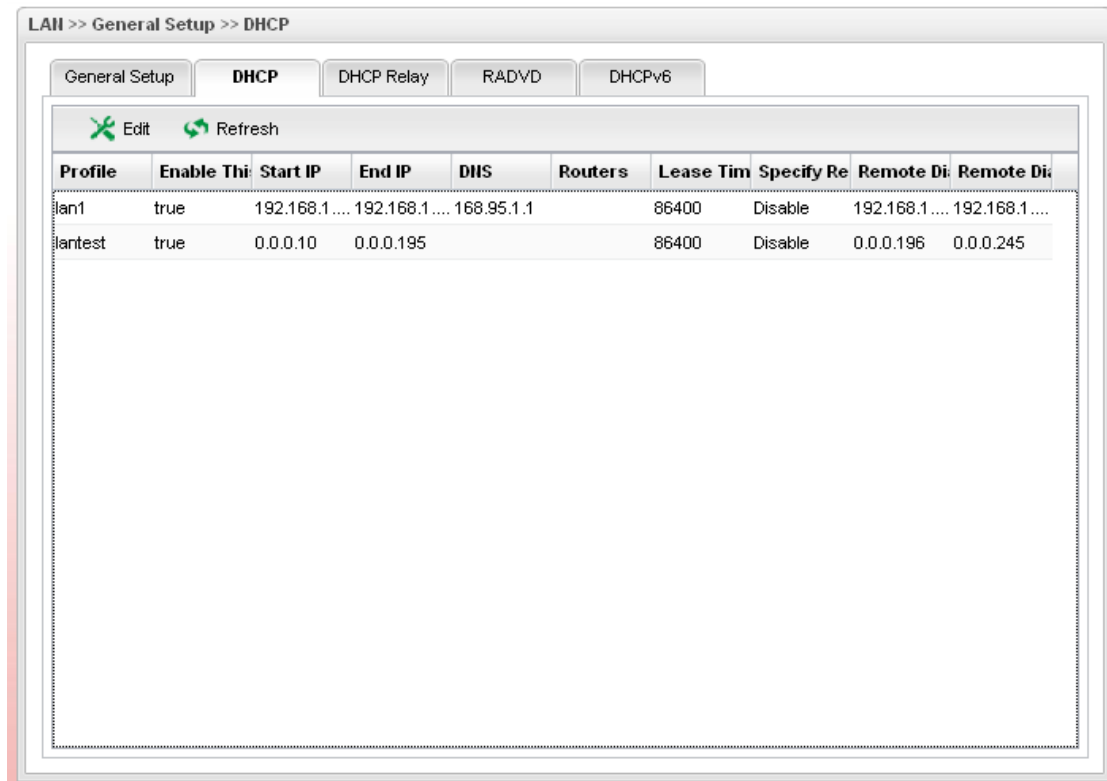 LAN >> General Setup >> DHCP
General Setup DHCP DHCP Relay RADVD DHCPv6
Edit Refresh
Profile Enable This Start IP End IP DNS Routers Lease Tim Specify Re Remote Di Remote Dia
lan1 true 192.168.1.... 192.168.1.... 168.95.1.1 86400 Disable 192.168.1.... 192.168.1....
lantest true 0.0.0.10 0.0.0.195 86400 Disable 0.0.0.196 0.0.0.245